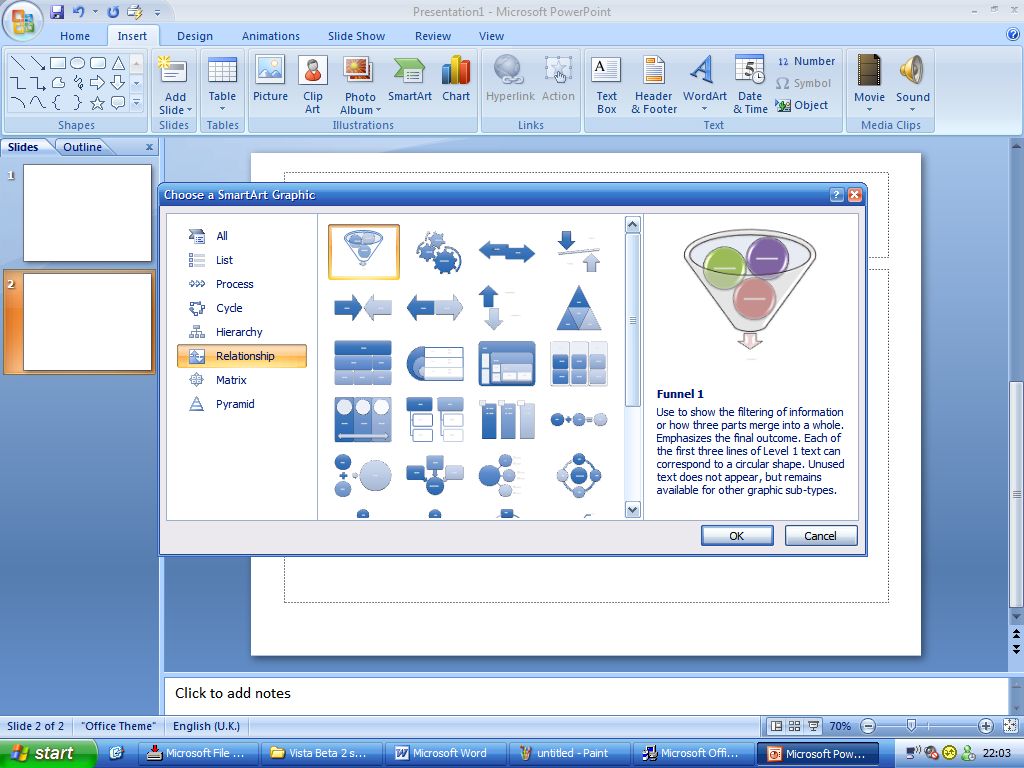 Presentation1 - Microsoft PowerPoint
Home Insert Design Animations Slide Show Review View
Add Slide Table Picture Clip Art Photo Album SmartArt Chart Hyperlink Action Text Box Header & Footer WordArt Date & Time Number Symbol Object Movie Sound
Shapes Slides Tables Illustrations Links Text Media Clips
Slides Outline x
1
2
Choose a SmartArt Graphic
All
List
Process
Cycle
Hierarchy
Relationship
Matrix
Pyramid
Funnel 1
Use to show the filtering of information
or how three parts merge into a whole.
Emphasizes the final outcome. Each of
the first three lines of Level 1 text can
correspond to a circular shape. Unused
text does not appear, but remains
available for other graphic sub-types.
OK Cancel
Click to add notes
Slide 2 of 2 "Office Theme" English (U.K.) 70%
start Microsoft File ... Vista Beta 2 s... Microsoft Word untitled - Paint Microsoft Offi... Microsoft Pow... 22:03